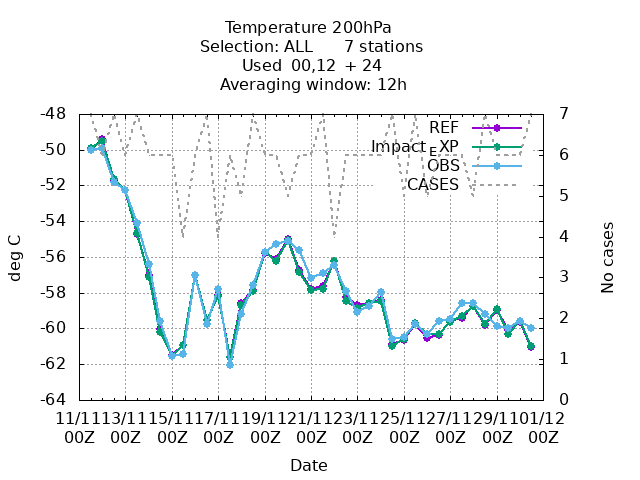 Temperature 200hPa
Selection: ALL 7 stations
Used 00,12 + 24
Averaging window: 12h
-48
-50
-52
-54
-56
-58
-60
-62
-64
deg C
7
6
5
4
3
2
1
0
No cases
REF
Impact_XP
OBS
CASES
11/11 13/11 15/11 17/11 19/11 21/11 23/11 25/11 27/11 29/11 01/12
00Z 00Z 00Z 00Z 00Z 00Z 00Z 00Z 00Z 00Z 00Z
Date